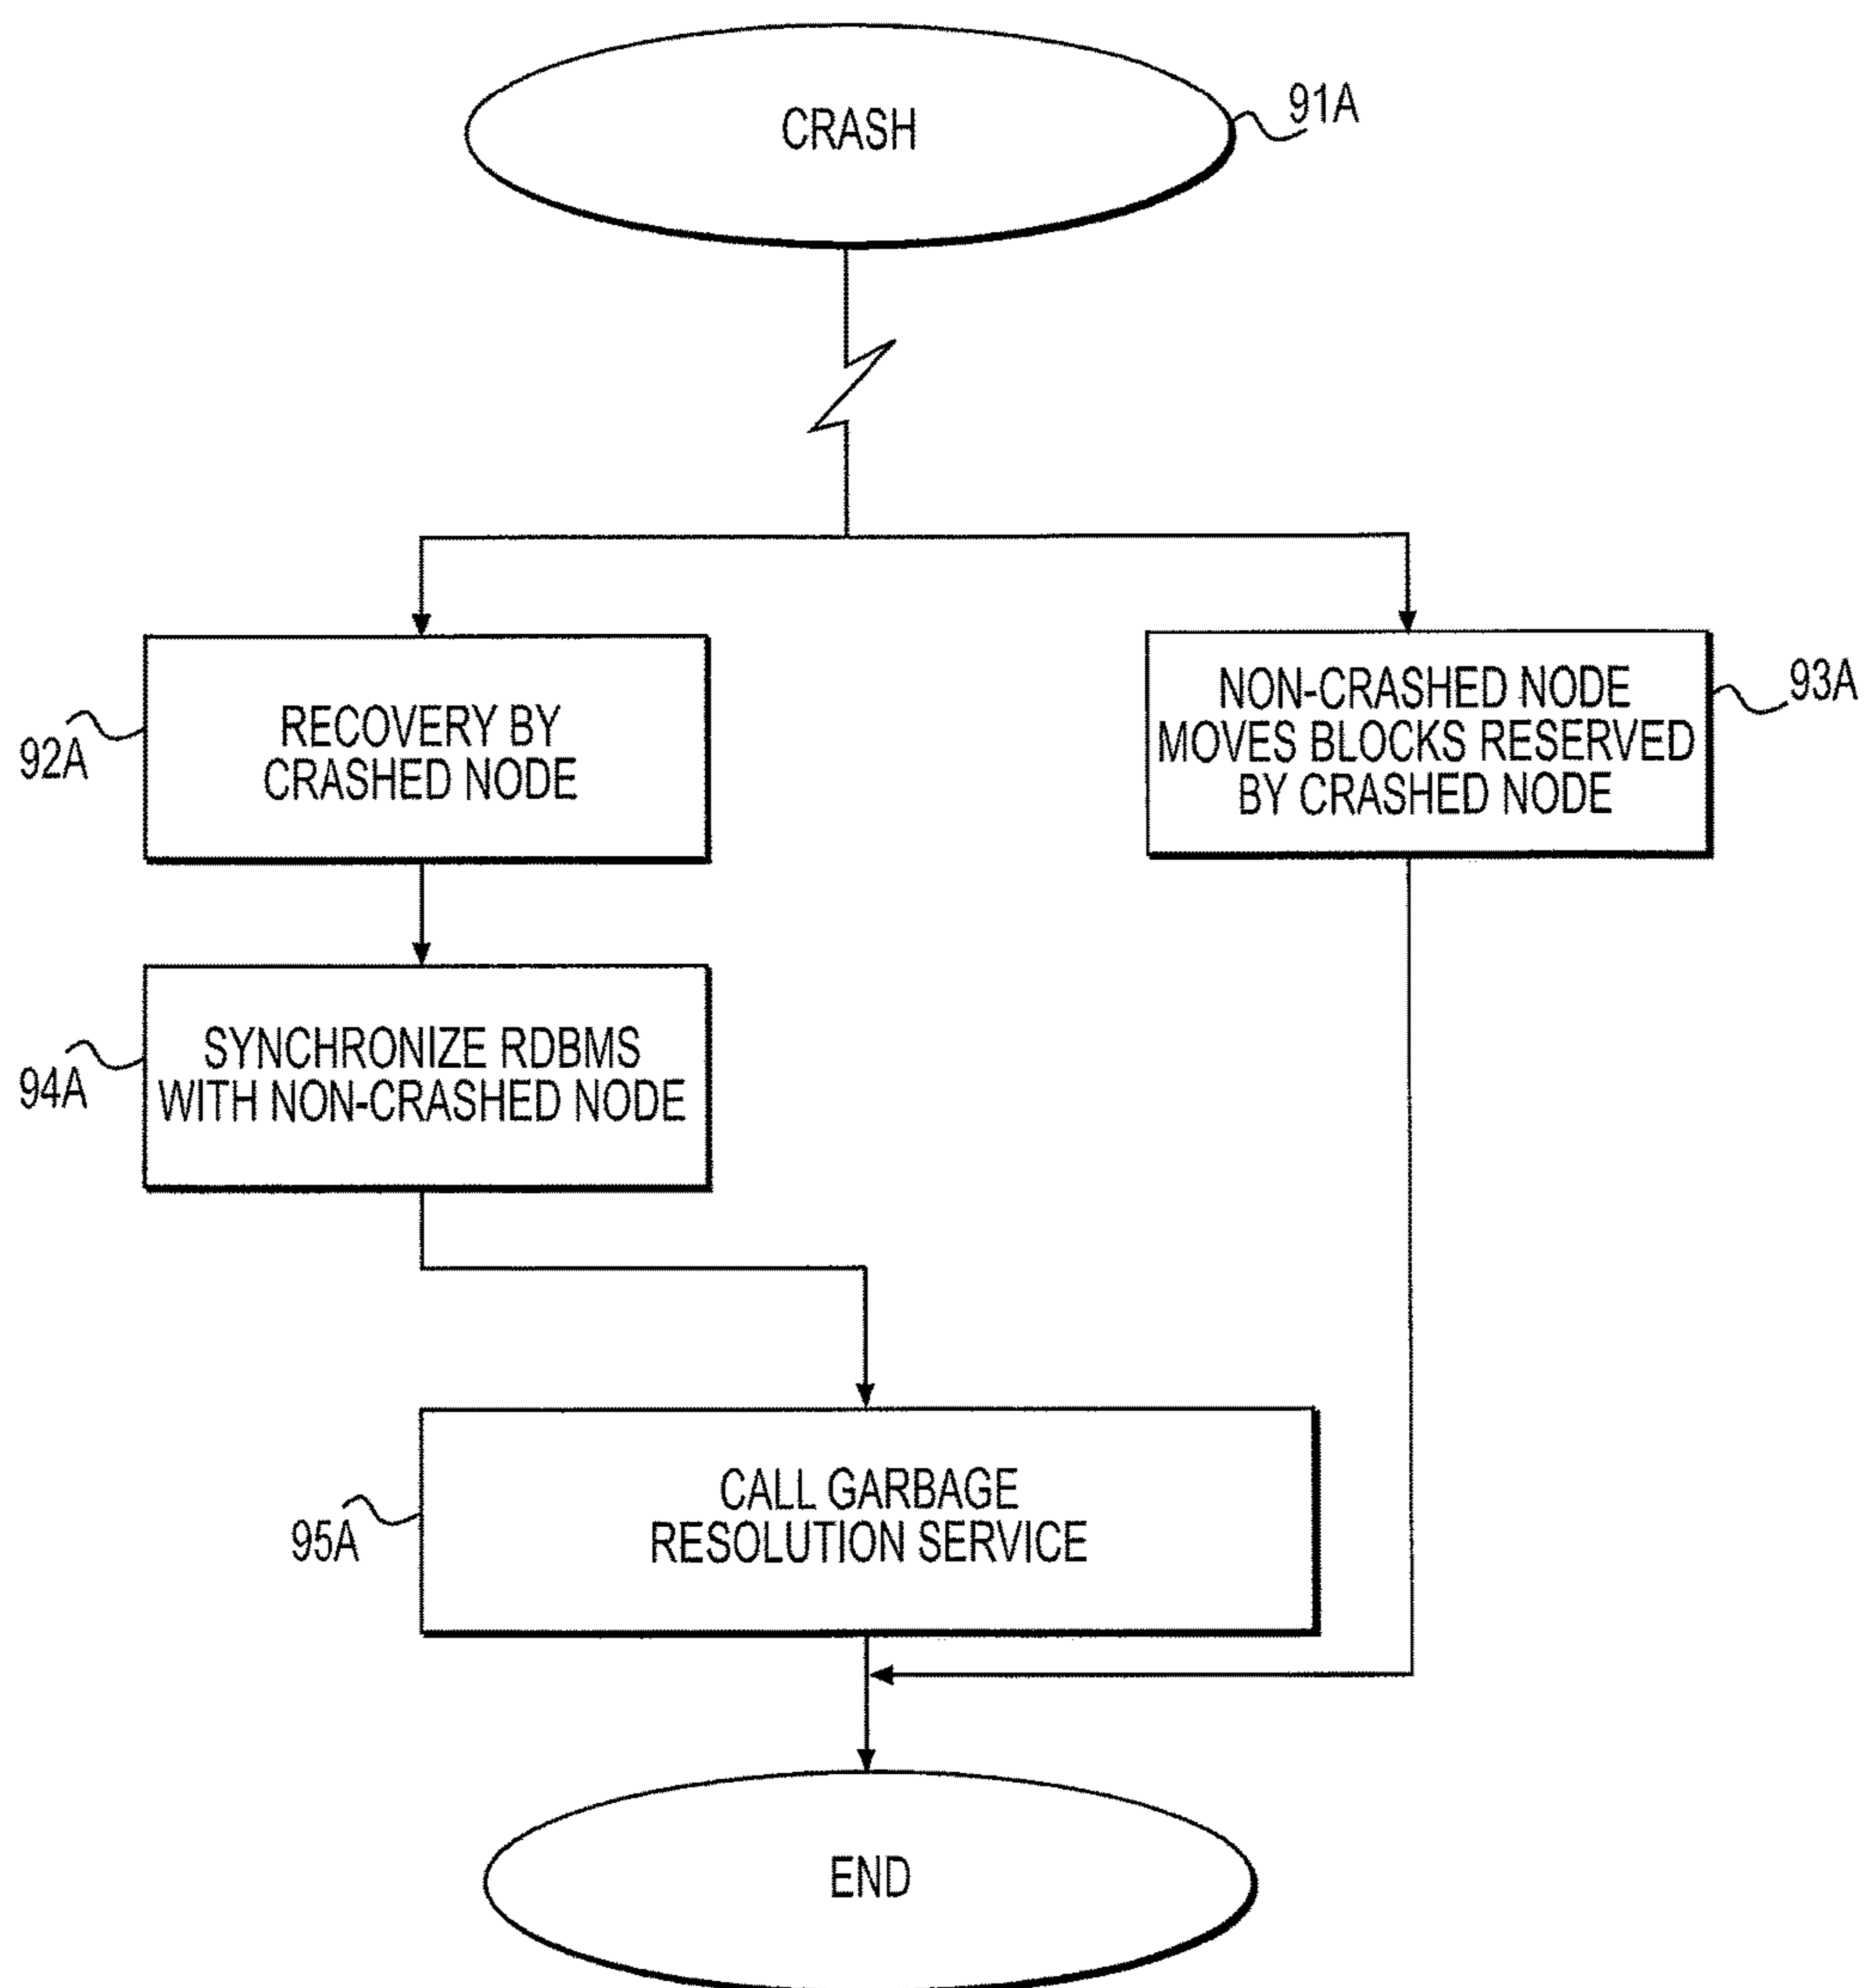 CRASH
91A
92A
RECOVERY BY
CRASHED NODE
NON-CRASHED NODE
MOVES BLOCKS RESERVED
BY CRASHED NODE
93A
94A
SYNCHRONIZE RDBMS
WITH NON-CRASHED NODE
95A
CALL GARBAGE
RESOLUTION SERVICE
END